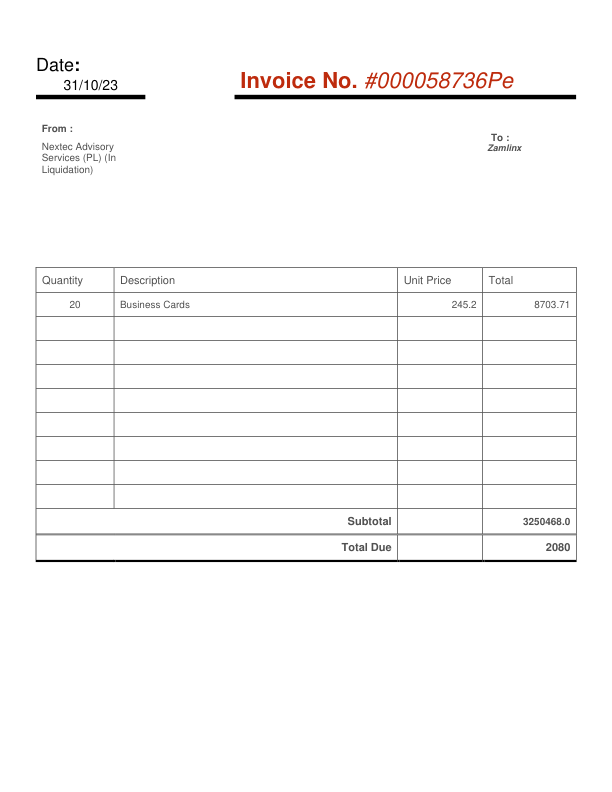 Date:
31/10/23
Invoice No. #000058736Pe
From :
Nextec Advisory
Services (PL) (In
Liquidation)
To :
Zamlinx
Quantity Description Unit Price Total
20 Business Cards 245.2 8703.71
Subtotal 3250468.0
Total Due 2080